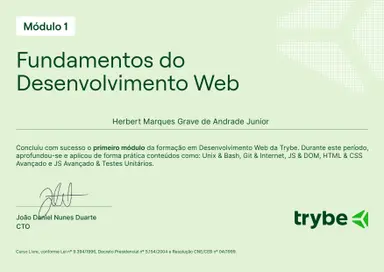 Módulo 1
Fundamentos do
Desenvolvimento Web
Herbert Marques Grave de Andrade Junior
Concluiu com sucesso o primeiro módulo da formação em Desenvolvimento Web da Trybe. Durante este período,
aprofundou-se e aplicou de forma prática conteúdos como: Unix & Bash, Git & Internet, JS & DOM, HTML & CSS
Avançado e JS Avançado & Testes Unitários.
João Daniel Nunes Duarte
CTO
trybe
Curso Livre, conforme Lei nº 9.394/1996, Decreto Presidencial nº 5.154/2004 e Resolução CNE/CEB nº 04/1999.